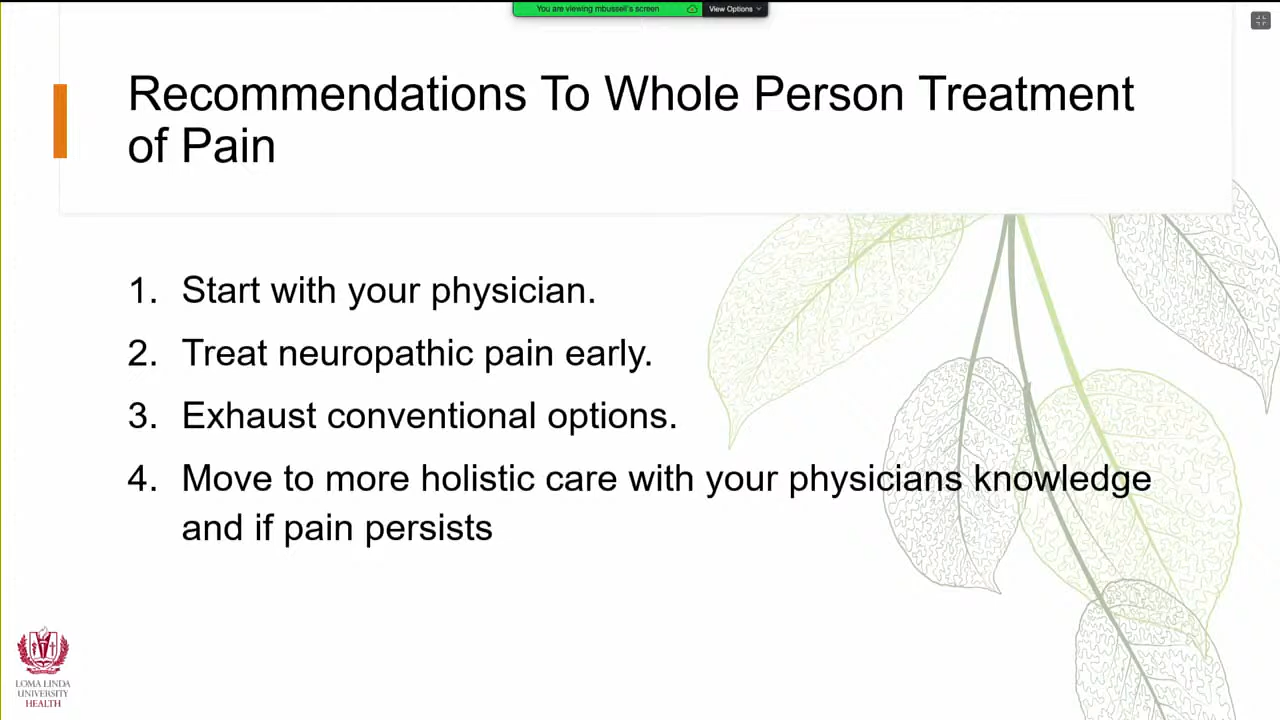 You are viewing mbussell's screen
View Options
Recommendations To Whole Person Treatment
of Pain
1. Start with your physician.
2. Treat neuropathic pain early.
3. Exhaust conventional options.
4. Move to more holistic care with your physicians knowledge
and if pain persists
LOMA LINDA
UNIVERSITY
HEALTH